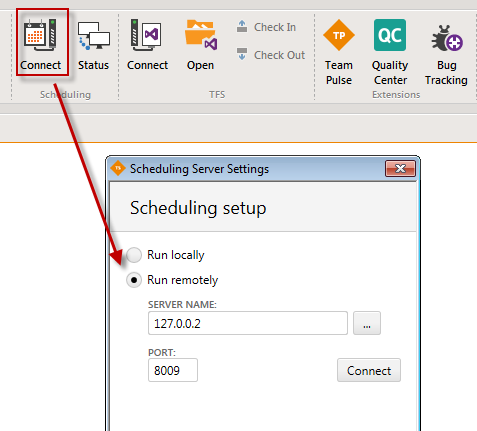 Check In
Check Out
Connect
Status
Connect
Open
TP
Team
Pulse
QC
Quality
Center
Bug
Tracking
Scheduling
TFS
Extensions
TP
Scheduling Server Settings
Scheduling setup
Run locally
Run remotely
SERVER NAME:
127.0.0.2
...
PORT:
8009
Connect